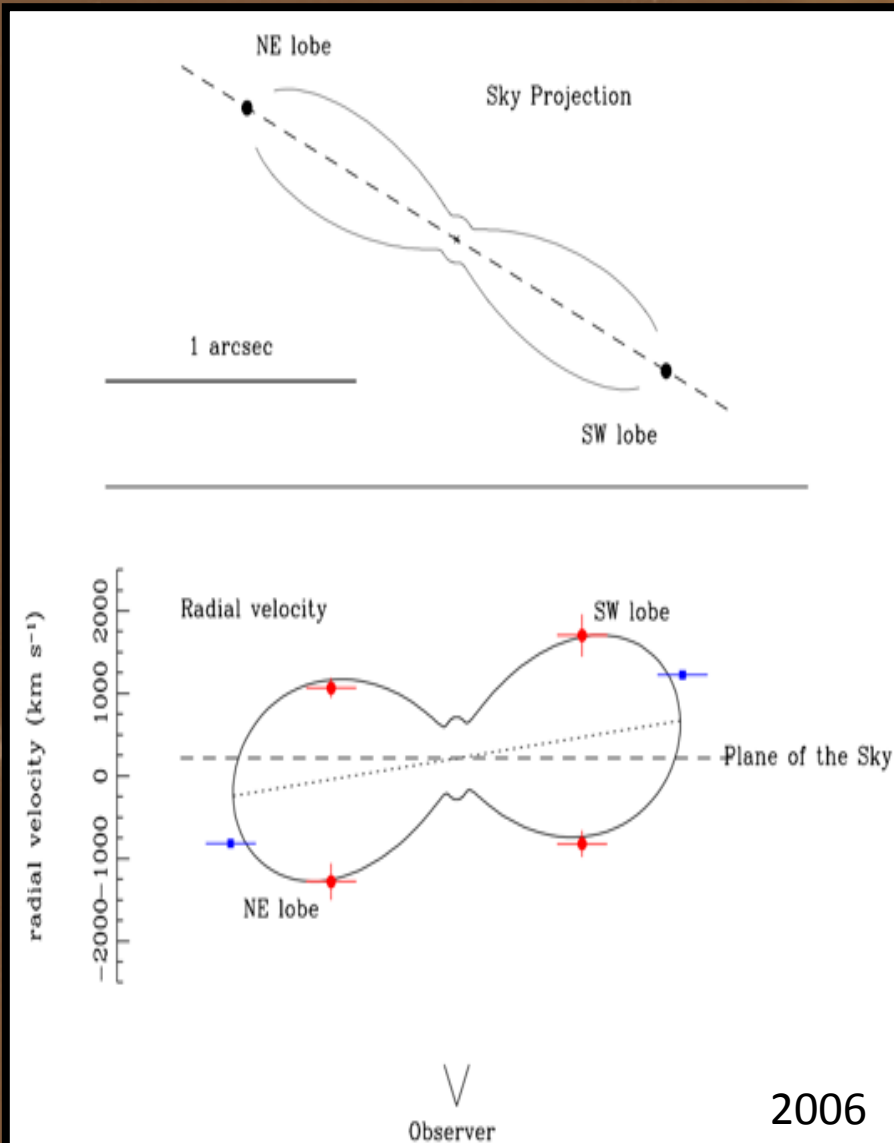 NE lobe
Sky Projection
1 arcsec
SW lobe
radial velocity (km s⁻¹)
2000
1000
0
−1000
−2000
Radial velocity
SW lobe
Plane of the Sky
NE lobe
Observer
2006